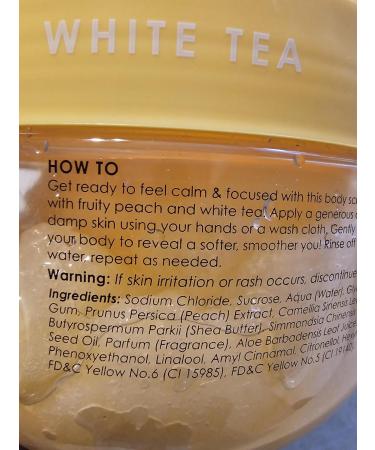 WHITE TEA
HOW TO
Get ready to feel calm & focused with this body
with fruity peach and white tea! Apply a generous
damp skin using your hands or a wash cloth. Gently
your body to reveal a softer, smoother you! Rinse off
water, repeat as needed.
Warning: If skin irritation or rash occurs, discontinue
Ingredients: Sodium Chloride, Sucrose, Aqua (Water),
Gum, Prunus Persica (Peach) Extract, Camellia Sinensis
Butyrospermum Parkii (Shea Butter), Simmondsia Chinensis
Seed Oil, Parfum (Fragrance), Aloe Barbadensis Leaf Juice
Phenoxyethanol, Linalool, Amyl Cinnamal, Citronellol,
FD&C Yellow No.6 (CI 15985), FD&C Yellow No.5 (CI 19140)